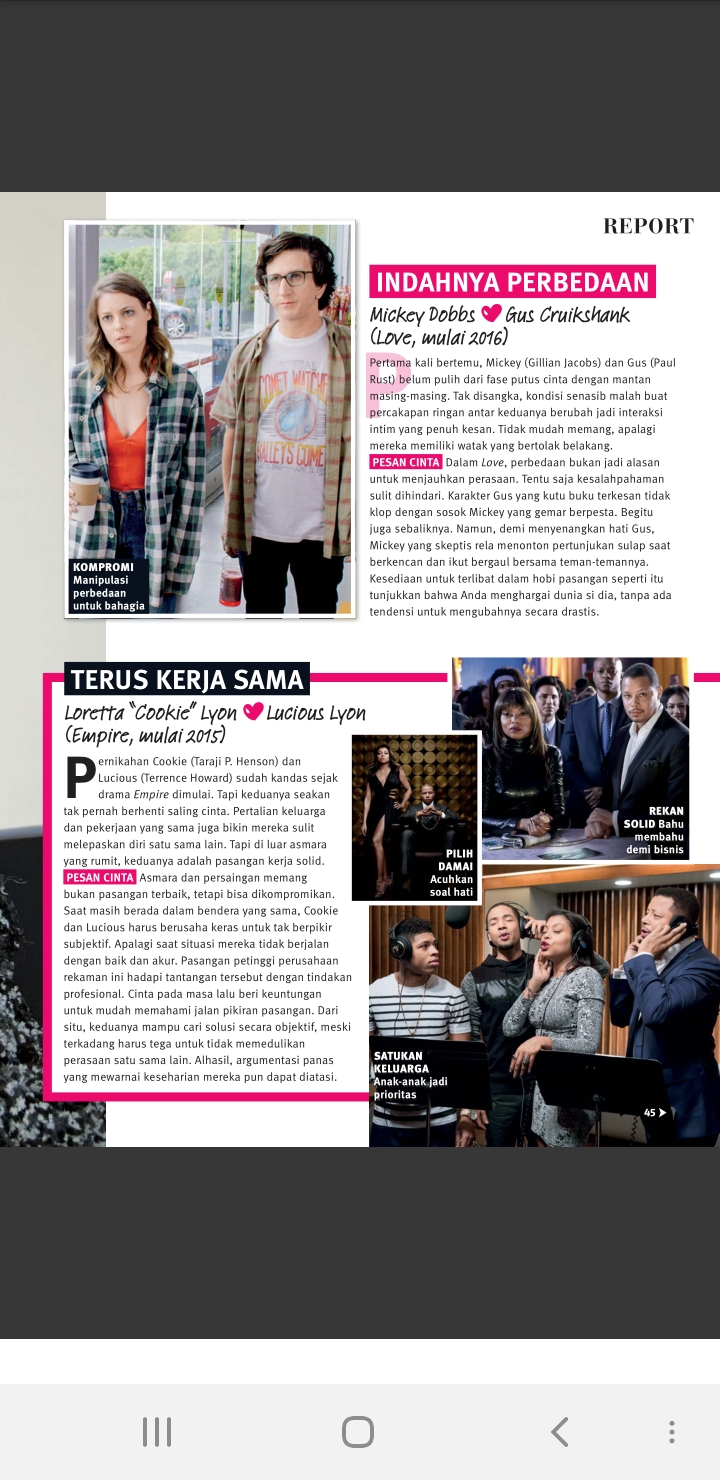 REPORT
INDAHNYA PERBEDAAN
Mickey Dobbs Gus Cruikshank
(Love, mulai 2016)
Pertama kali bertemu, Mickey (Gillian Jacobs) dan Gus (Paul
Rust) belum pulih dari fase putus cinta dengan mantan
masing-masing. Tak disangka, kondisi senasib malah buat
percakapan ringan antar keduanya berubah jadi interaksi
intim yang penuh kesan. Tidak mudah memang, apalagi
mereka memiliki watak yang bertolak belakang.
PESAN CINTA Dalam Love, perbedaan bukan jadi alasan
untuk menjauhkan perasaan. Tentu saja kesalahpahaman
sulit dihindari. Karakter Gus yang kutu buku terkesan tidak
klop dengan sosok Mickey yang gemar berpesta. Begitu
juga sebaliknya. Namun, demi menyenangkan hati Gus,
Mickey yang skeptis rela menonton pertunjukan sulap saat
berkencan dan ikut bergaul bersama teman-temannya.
Kesediaan untuk terlibat dalam hobi pasangan seperti itu
tunjukkan bahwa Anda menghargai dunia si dia, tanpa ada
tendensi untuk mengubahnya secara drastis.
COMET WATCHER
HALLEY'S COMET
KOMPROMI
Manipulasi
perbedaan
untuk bahagia
TERUS KERJA SAMA
Loretta "Cookie" Lyon Lucious Lyon
(Empire, mulai 2015)
Pernikahan Cookie (Taraji P. Henson) dan
Lucious (Terrence Howard) sudah kandas sejak
drama Empire dimulai. Tapi keduanya seakan
tak pernah berhenti saling cinta. Pertalian keluarga
dan pekerjaan yang sama juga bikin mereka sulit
melepaskan diri satu sama lain. Tapi di luar asmara
yang rumit, keduanya adalah pasangan kerja solid.
PESAN CINTA Asmara dan persaingan memang
bukan pasangan terbaik, tetapi bisa dikompromikan.
Saat masih berada dalam bendera yang sama, Cookie
dan Lucious harus berusaha keras untuk tak berpikir
subjektif. Apalagi saat situasi mereka tidak berjalan
dengan baik dan akur. Pasangan petinggi perusahaan
rekaman ini hadapi tantangan tersebut dengan tindakan
profesional. Cinta pada masa lalu beri keuntungan
untuk mudah memahami jalan pikiran pasangan. Dari
situ, keduanya mampu cari solusi secara objektif, meski
terkadang harus tega untuk tidak memedulikan
perasaan satu sama lain. Alhasil, argumentasi panas
yang mewarnai keseharian mereka pun dapat diatasi.
REKAN
SOLID Bahu
membahu
demi bisnis
PILIH
DAMAI
Acuhkan
soal hati
SATUKAN
KELUARGA
Anak-anak jadi
prioritas
45